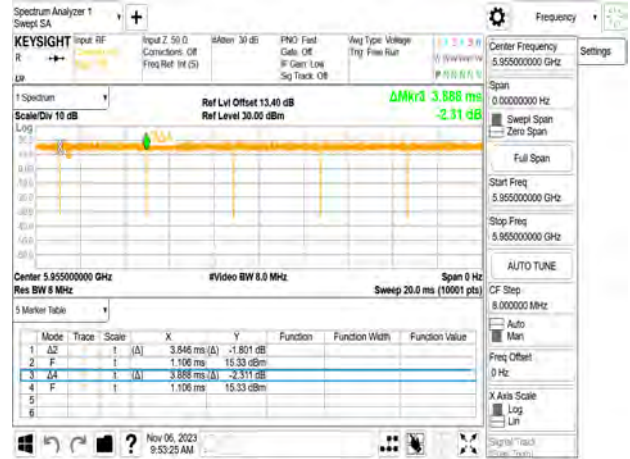 Spectrum Analyzer 1
Swept SA
+
Frequency
KEYSIGHT Input: RF
R
Input Z: 50 Ω
Corrections: Off
Freq Ref: Int (S)
#Atten: 30 dB
PNO: Fast
Gate: Off
IF Gain: Low
Sig Track: Off
Avg Type: Voltage
Trig: Free Run
Center Frequency
5.955000000 GHz
Settings
Span
0.00000000 Hz
Swept Span
Zero Span
Full Span
Start Freq
5.955000000 GHz
Stop Freq
5.955000000 GHz
AUTO TUNE
CF Step
8.000000 MHz
Auto
Man
Freq Offset
0 Hz
X Axis Scale
Log
Lin
Signal Track
1 Spectrum
Scale/Div 10 dB
Log
Ref Lvl Offset 13.40 dB
Ref Level 30.00 dBm
ΔMkr3 3.888 ms
-2.31 dB
Center 5.955000000 GHz
Res BW 8 MHz
#Video BW 8.0 MHz
Span 0 Hz
Sweep 20.0 ms (10001 pts)
5 Marker Table
Mode Trace Scale X Y Function Function Width Function Value
1 Δ2 t (Δ) 3.846 ms (Δ) -1.801 dB
2 F t 1.106 ms 15.33 dBm
3 Δ4 t (Δ) 3.888 ms (Δ) -2.311 dB
4 F t 1.106 ms 15.33 dBm
5
6
?
Nov 06, 2023
9:53:25 AM